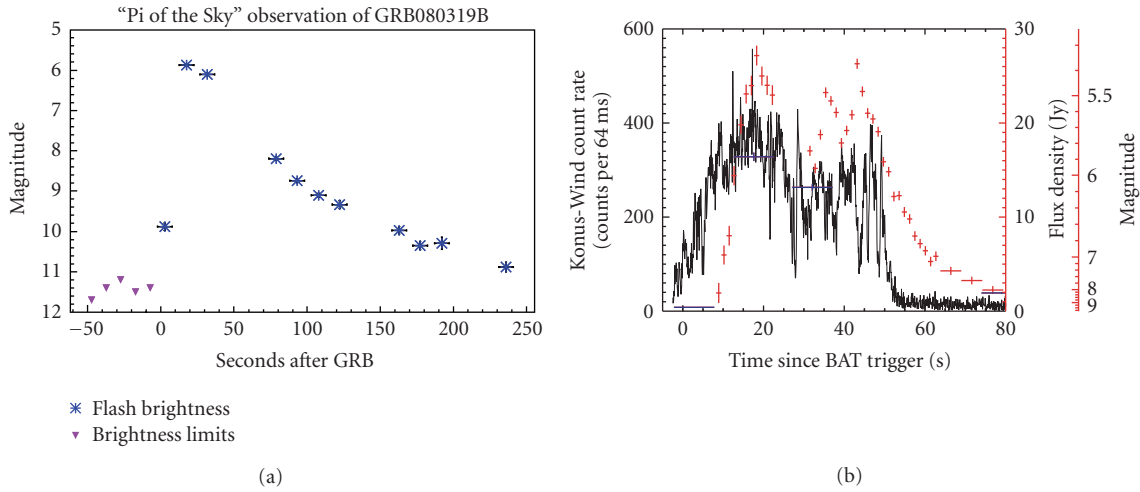 “Pi of the Sky” observation of GRB080319B
5
6
7
8
9
10
11
12
Magnitude
−50
0
50
100
150
200
250
Seconds after GRB
Flash brightness
Brightness limits
(a)
600
400
200
0
Konus-Wind count rate
(counts per 64 ms)
0
20
40
60
80
Time since BAT trigger (s)
30
20
10
0
Flux density (Jy)
5.5
6
7
8
9
Magnitude
(b)